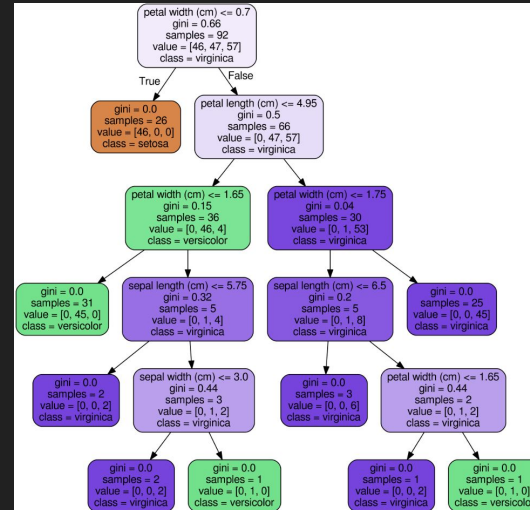 petal width (cm) <= 0.7
gini = 0.66
samples = 92
value = [46, 47, 57]
class = virginica
True
False
gini = 0.0
samples = 26
value = [46, 0, 0]
class = setosa
petal length (cm) <= 4.95
gini = 0.5
samples = 66
value = [0, 47, 57]
class = virginica
petal width (cm) <= 1.65
gini = 0.15
samples = 36
value = [0, 46, 4]
class = versicolor
petal width (cm) <= 1.75
gini = 0.04
samples = 30
value = [0, 1, 53]
class = virginica
gini = 0.0
samples = 31
value = [0, 45, 0]
class = versicolor
sepal length (cm) <= 5.75
gini = 0.32
samples = 5
value = [0, 1, 4]
class = virginica
sepal length (cm) <= 6.5
gini = 0.2
samples = 5
value = [0, 1, 8]
class = virginica
gini = 0.0
samples = 25
value = [0, 0, 45]
class = virginica
gini = 0.0
samples = 2
value = [0, 0, 2]
class = virginica
sepal width (cm) <= 3.0
gini = 0.44
samples = 3
value = [0, 1, 2]
class = virginica
gini = 0.0
samples = 3
value = [0, 0, 6]
class = virginica
petal width (cm) <= 1.65
gini = 0.44
samples = 2
value = [0, 1, 2]
class = virginica
gini = 0.0
samples = 2
value = [0, 0, 2]
class = virginica
gini = 0.0
samples = 1
value = [0, 1, 0]
class = versicolor
gini = 0.0
samples = 1
value = [0, 0, 2]
class = virginica
gini = 0.0
samples = 1
value = [0, 1, 0]
class = versicolo